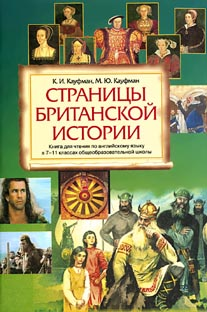 К. И. Кауфман, М. Ю. Кауфман
СТРАНИЦЫ
БРИТАНСКОЙ
ИСТОРИИ
Книга для чтения по английскому языку
в 7–11 классах общеобразовательной школы